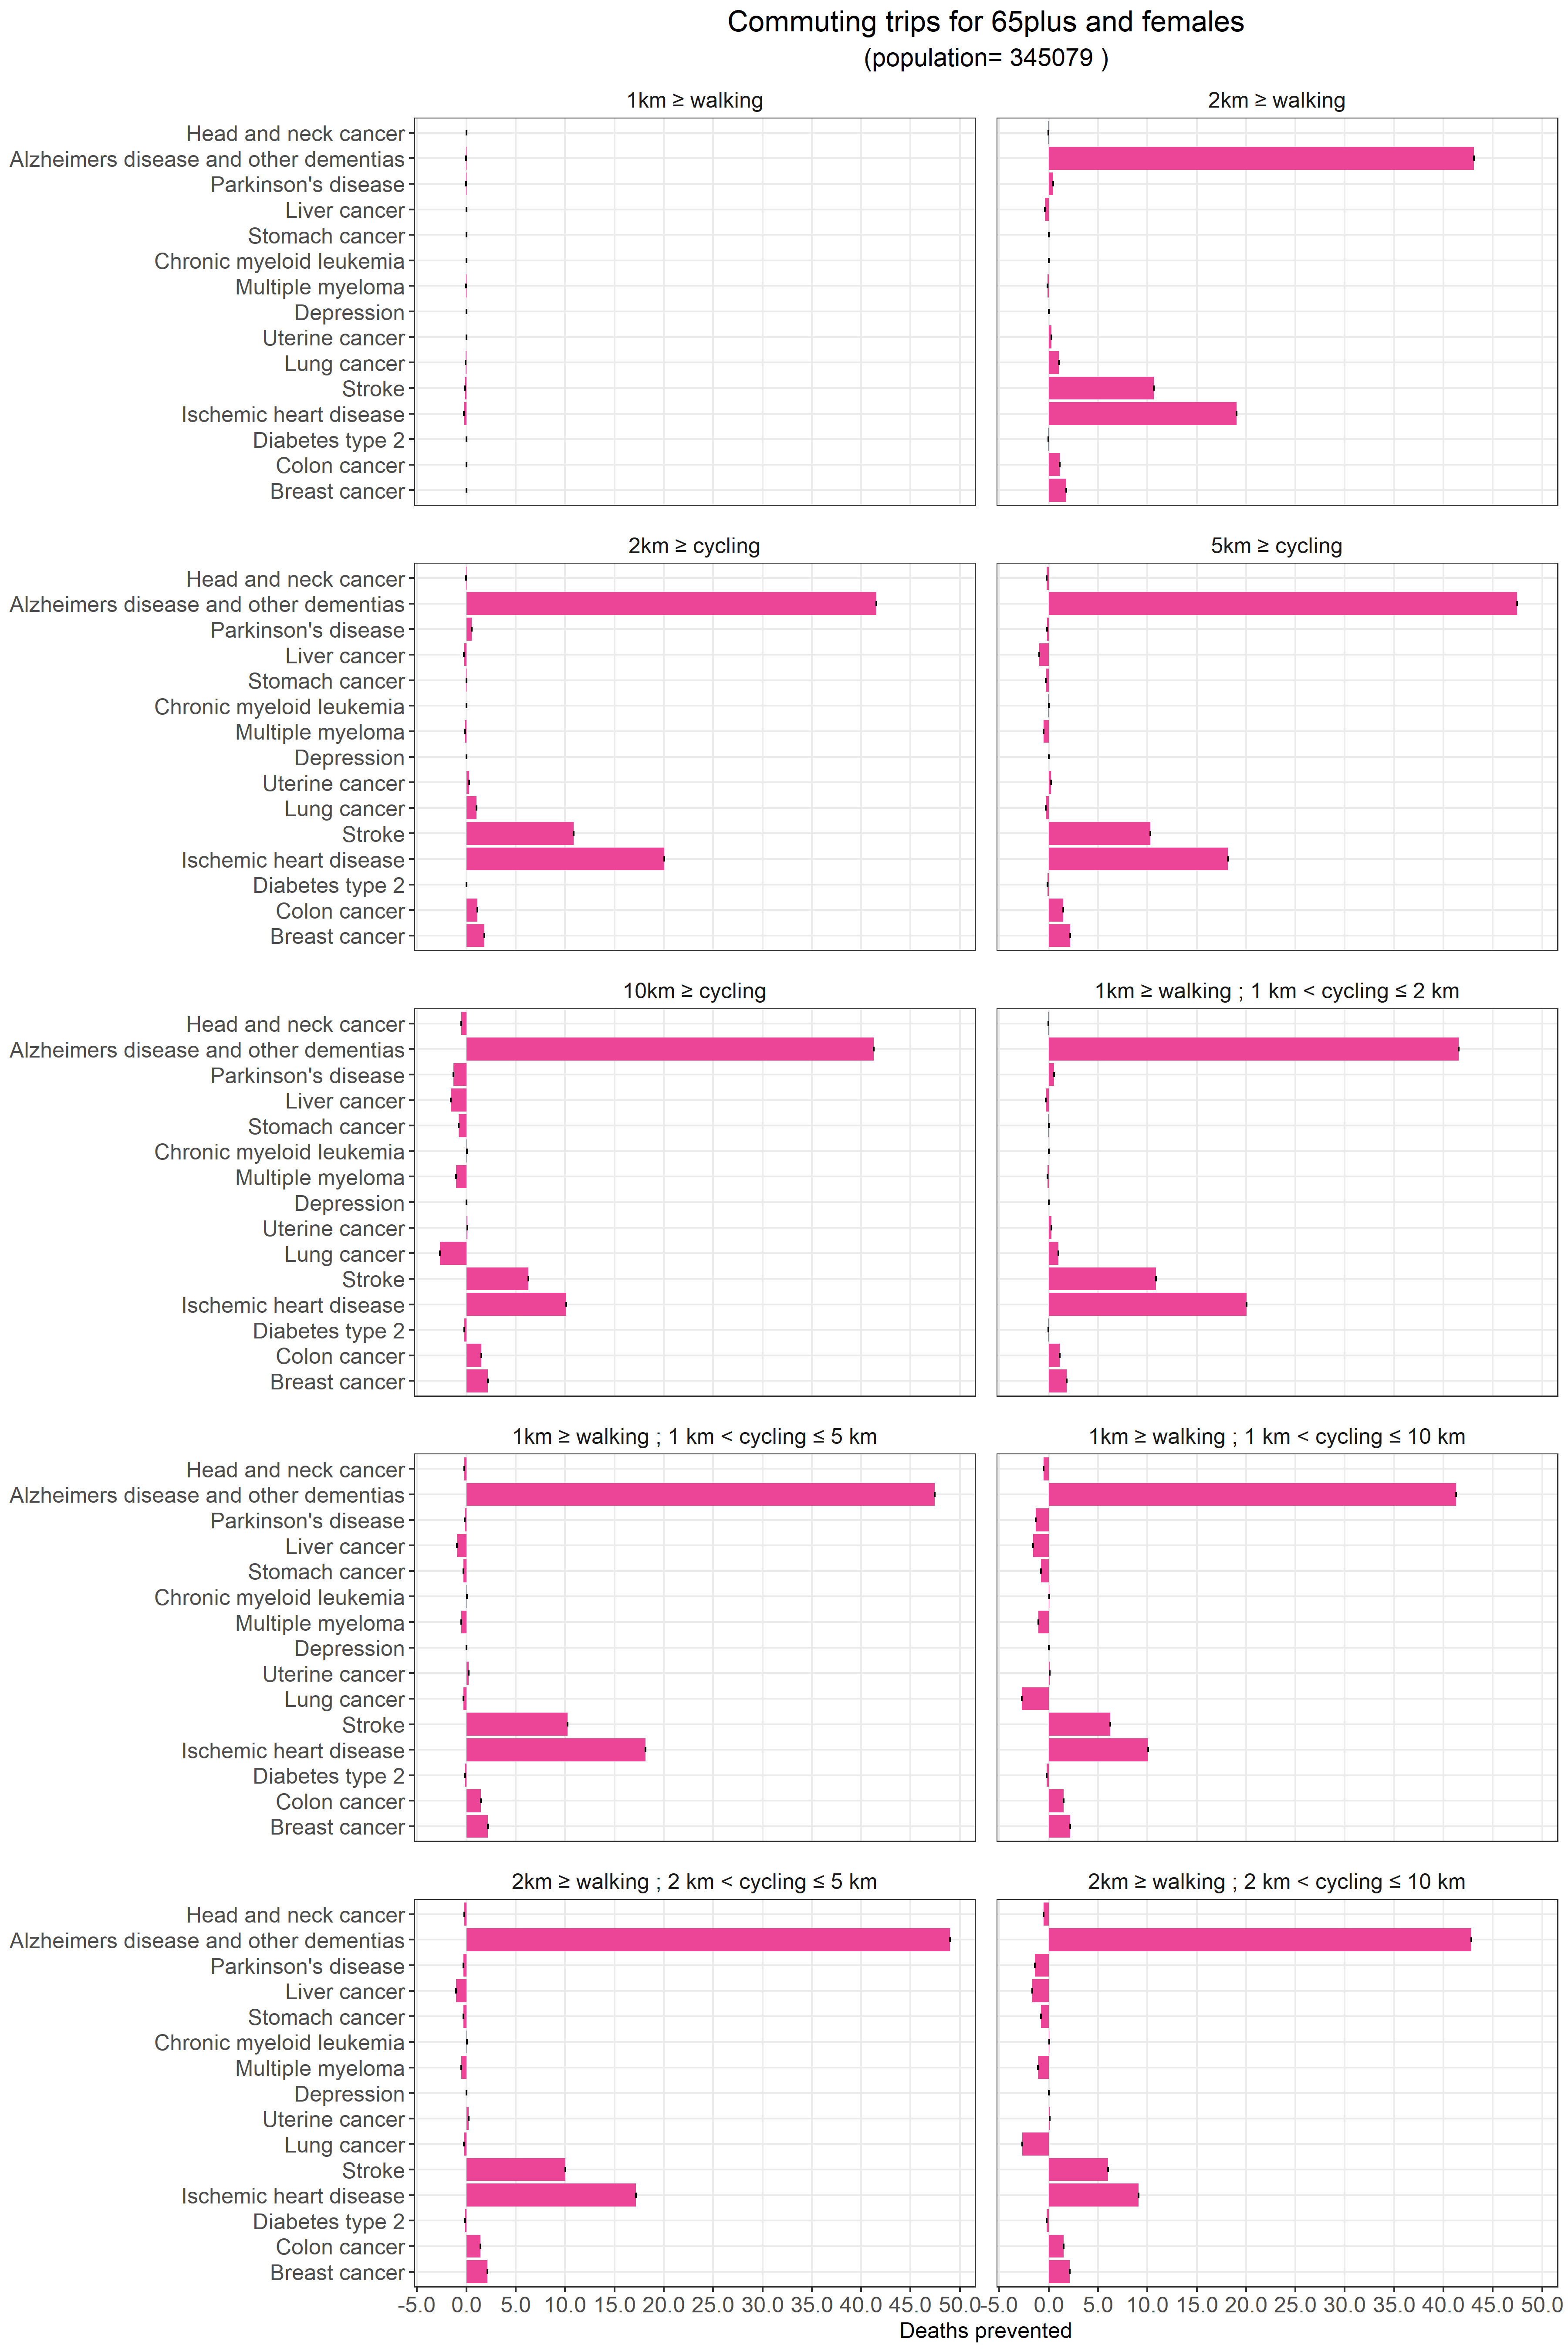 Commuting trips for 65plus and females
(population= 345079 )
1km ≥ walking
2km ≥ walking
Head and neck cancer
Alzheimers disease and other dementias
Parkinson's disease
Liver cancer
Stomach cancer
Chronic myeloid leukemia
Multiple myeloma
Depression
Uterine cancer
Lung cancer
Stroke
Ischemic heart disease
Diabetes type 2
Colon cancer
Breast cancer
2km ≥ cycling
5km ≥ cycling
Head and neck cancer
Alzheimers disease and other dementias
Parkinson's disease
Liver cancer
Stomach cancer
Chronic myeloid leukemia
Multiple myeloma
Depression
Uterine cancer
Lung cancer
Stroke
Ischemic heart disease
Diabetes type 2
Colon cancer
Breast cancer
10km ≥ cycling
1km ≥ walking ; 1 km < cycling ≤ 2 km
Head and neck cancer
Alzheimers disease and other dementias
Parkinson's disease
Liver cancer
Stomach cancer
Chronic myeloid leukemia
Multiple myeloma
Depression
Uterine cancer
Lung cancer
Stroke
Ischemic heart disease
Diabetes type 2
Colon cancer
Breast cancer
1km ≥ walking ; 1 km < cycling ≤ 5 km
1km ≥ walking ; 1 km < cycling ≤ 10 km
Head and neck cancer
Alzheimers disease and other dementias
Parkinson's disease
Liver cancer
Stomach cancer
Chronic myeloid leukemia
Multiple myeloma
Depression
Uterine cancer
Lung cancer
Stroke
Ischemic heart disease
Diabetes type 2
Colon cancer
Breast cancer
2km ≥ walking ; 2 km < cycling ≤ 5 km
2km ≥ walking ; 2 km < cycling ≤ 10 km
Head and neck cancer
Alzheimers disease and other dementias
Parkinson's disease
Liver cancer
Stomach cancer
Chronic myeloid leukemia
Multiple myeloma
Depression
Uterine cancer
Lung cancer
Stroke
Ischemic heart disease
Diabetes type 2
Colon cancer
Breast cancer
-5.0 0.0 5.0 10.0 15.0 20.0 25.0 30.0 35.0 40.0 45.0 50.0
-5.0 0.0 5.0 10.0 15.0 20.0 25.0 30.0 35.0 40.0 45.0 50.0
Deaths prevented